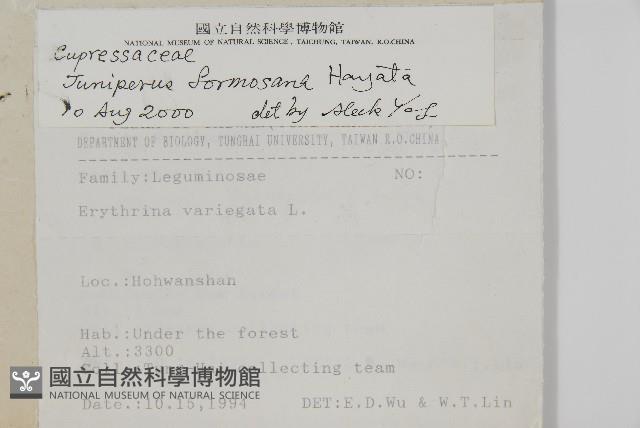 國立自然科學博物館
NATIONAL MUSEUM OF NATURAL SCIENCE, TAICHUNG, TAIWAN, R.O.CHINA
Cupressaceae
Juniperus formosana Hayata
10 Aug 2000 det by Aleck
DEPARTMENT OF BIOLOGY, TUNGHAI UNIVERSITY, TAIWAN R.O.CHINA
Family:Leguminosae NO:
Erythrina variegata L.
Loc.:Hohwanshan
Hab.:Under the forest
Alt.:3300
collecting team
國立自然科學博物館
NATIONAL MUSEUM OF NATURAL SCIENCE
Date.:10.15,1994 DET:E.D.Wu & W.T.Lin